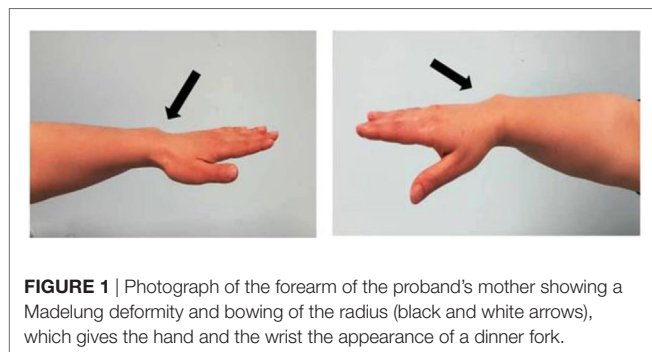 FIGURE 1 | Photograph of the forearm of the proband's mother showing a
Madelung deformity and bowing of the radius (black and white arrows),
which gives the hand and the wrist the appearance of a dinner fork.